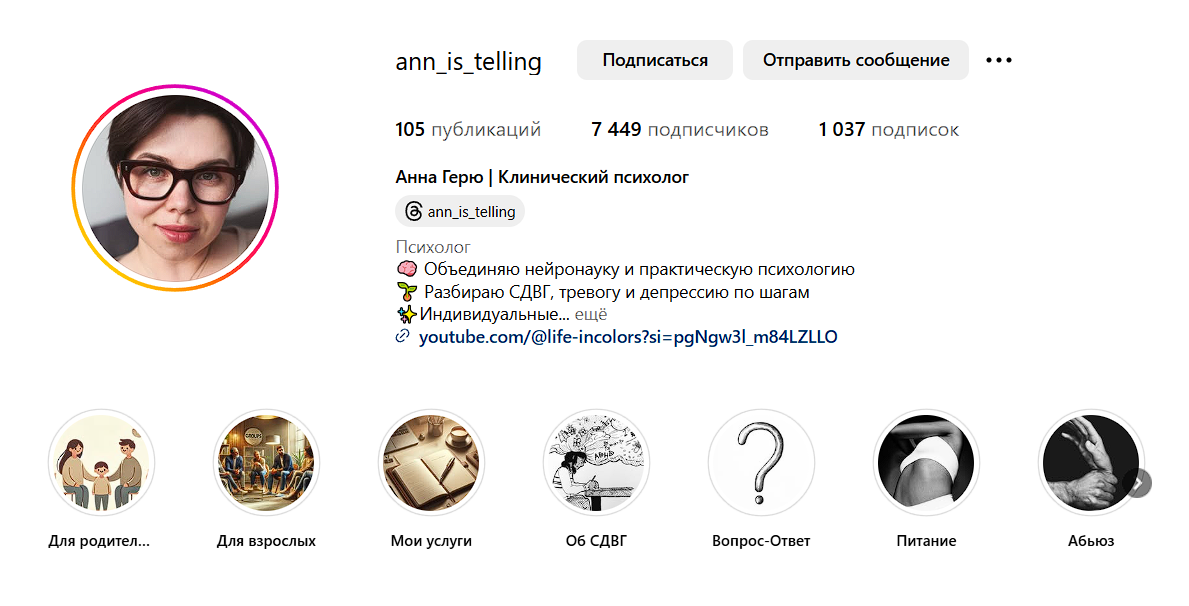 ann_is_telling
Подписаться
Отправить сообщение
105 публикаций
7 449 подписчиков
1 037 подписок
Анна Герю | Клинический психолог
ann_is_telling
Психолог
🧠 Объединяю нейронауку и практическую психологию
🌱 Разбираю СДВГ, тревогу и депрессию по шагам
✨Индивидуальные... ещё
youtube.com/@life-incolors?si=pgNgw3l_m84LZLLO
GROUPS
Для родител...
Для взрослых
Мои услуги
Об СДВГ
Вопрос-Ответ
Питание
Абьюз